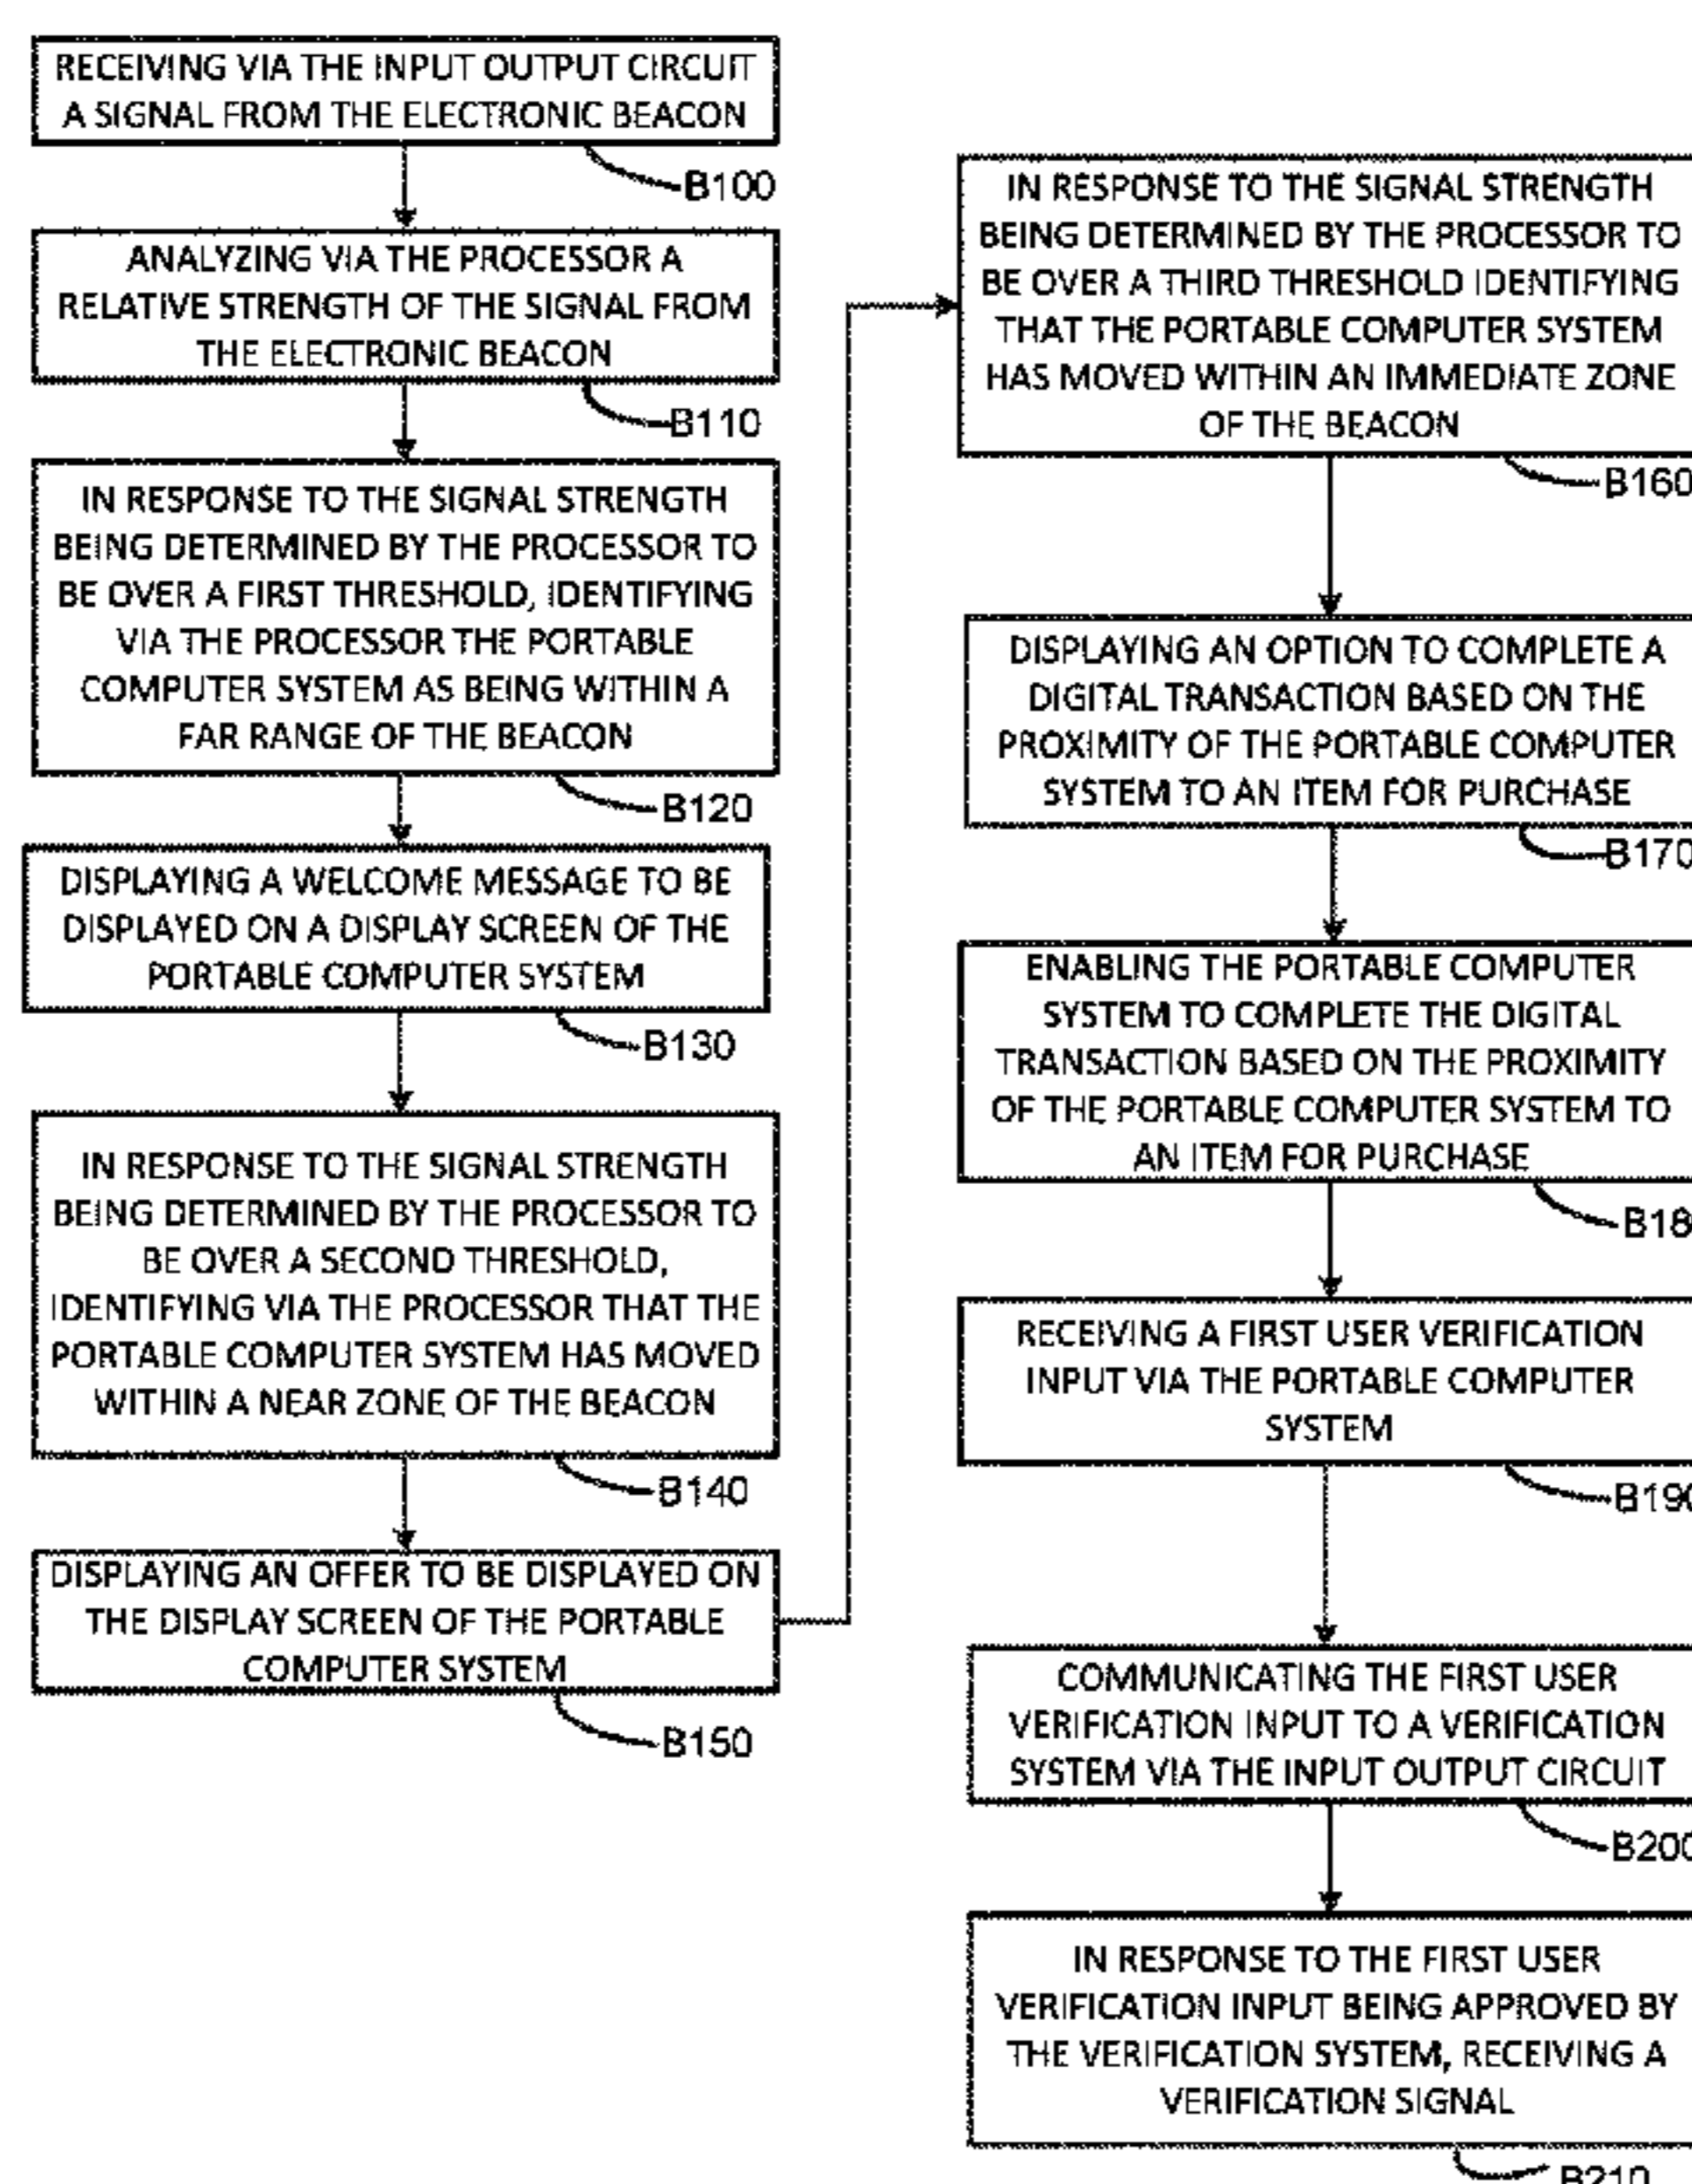 RECEIVING VIA THE INPUT OUTPUT CIRCUIT
A SIGNAL FROM THE ELECTRONIC BEACON
B100
ANALYZING VIA THE PROCESSOR A
RELATIVE STRENGTH OF THE SIGNAL FROM
THE ELECTRONIC BEACON
B110
IN RESPONSE TO THE SIGNAL STRENGTH
BEING DETERMINED BY THE PROCESSOR TO
BE OVER A FIRST THRESHOLD, IDENTIFYING
VIA THE PROCESSOR THE PORTABLE
COMPUTER SYSTEM AS BEING WITHIN A
FAR RANGE OF THE BEACON
B120
DISPLAYING A WELCOME MESSAGE TO BE
DISPLAYED ON A DISPLAY SCREEN OF THE
PORTABLE COMPUTER SYSTEM
B130
IN RESPONSE TO THE SIGNAL STRENGTH
BEING DETERMINED BY THE PROCESSOR TO
BE OVER A SECOND THRESHOLD,
IDENTIFYING VIA THE PROCESSOR THAT THE
PORTABLE COMPUTER SYSTEM HAS MOVED
WITHIN A NEAR ZONE OF THE BEACON
B140
DISPLAYING AN OFFER TO BE DISPLAYED ON
THE DISPLAY SCREEN OF THE PORTABLE
COMPUTER SYSTEM
B150
IN RESPONSE TO THE SIGNAL STRENGTH
BEING DETERMINED BY THE PROCESSOR TO
BE OVER A THIRD THRESHOLD IDENTIFYING
THAT THE PORTABLE COMPUTER SYSTEM
HAS MOVED WITHIN AN IMMEDIATE ZONE
OF THE BEACON
B160
DISPLAYING AN OPTION TO COMPLETE A
DIGITAL TRANSACTION BASED ON THE
PROXIMITY OF THE PORTABLE COMPUTER
SYSTEM TO AN ITEM FOR PURCHASE
B170
ENABLING THE PORTABLE COMPUTER
SYSTEM TO COMPLETE THE DIGITAL
TRANSACTION BASED ON THE PROXIMITY
OF THE PORTABLE COMPUTER SYSTEM TO
AN ITEM FOR PURCHASE
B18
RECEIVING A FIRST USER VERIFICATION
INPUT VIA THE PORTABLE COMPUTER
SYSTEM
B190
COMMUNICATING THE FIRST USER
VERIFICATION INPUT TO A VERIFICATION
SYSTEM VIA THE INPUT OUTPUT CIRCUIT
B200
IN RESPONSE TO THE FIRST USER
VERIFICATION INPUT BEING APPROVED BY
THE VERIFICATION SYSTEM, RECEIVING A
VERIFICATION SIGNAL
B210